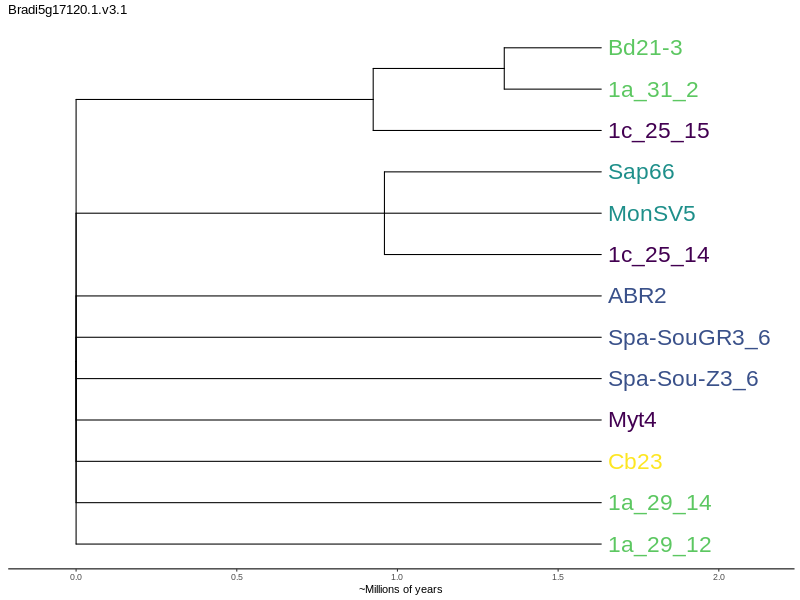 Bradi5g17120.1.v3.1
Bd21-3
1a_31_2
1c_25_15
Sap66
MonSV5
1c_25_14
ABR2
Spa-SouGR3_6
Spa-Sou-Z3_6
Myt4
Cb23
1a_29_14
1a_29_12
0.0 0.5 1.0 1.5 2.0
~Millions of years